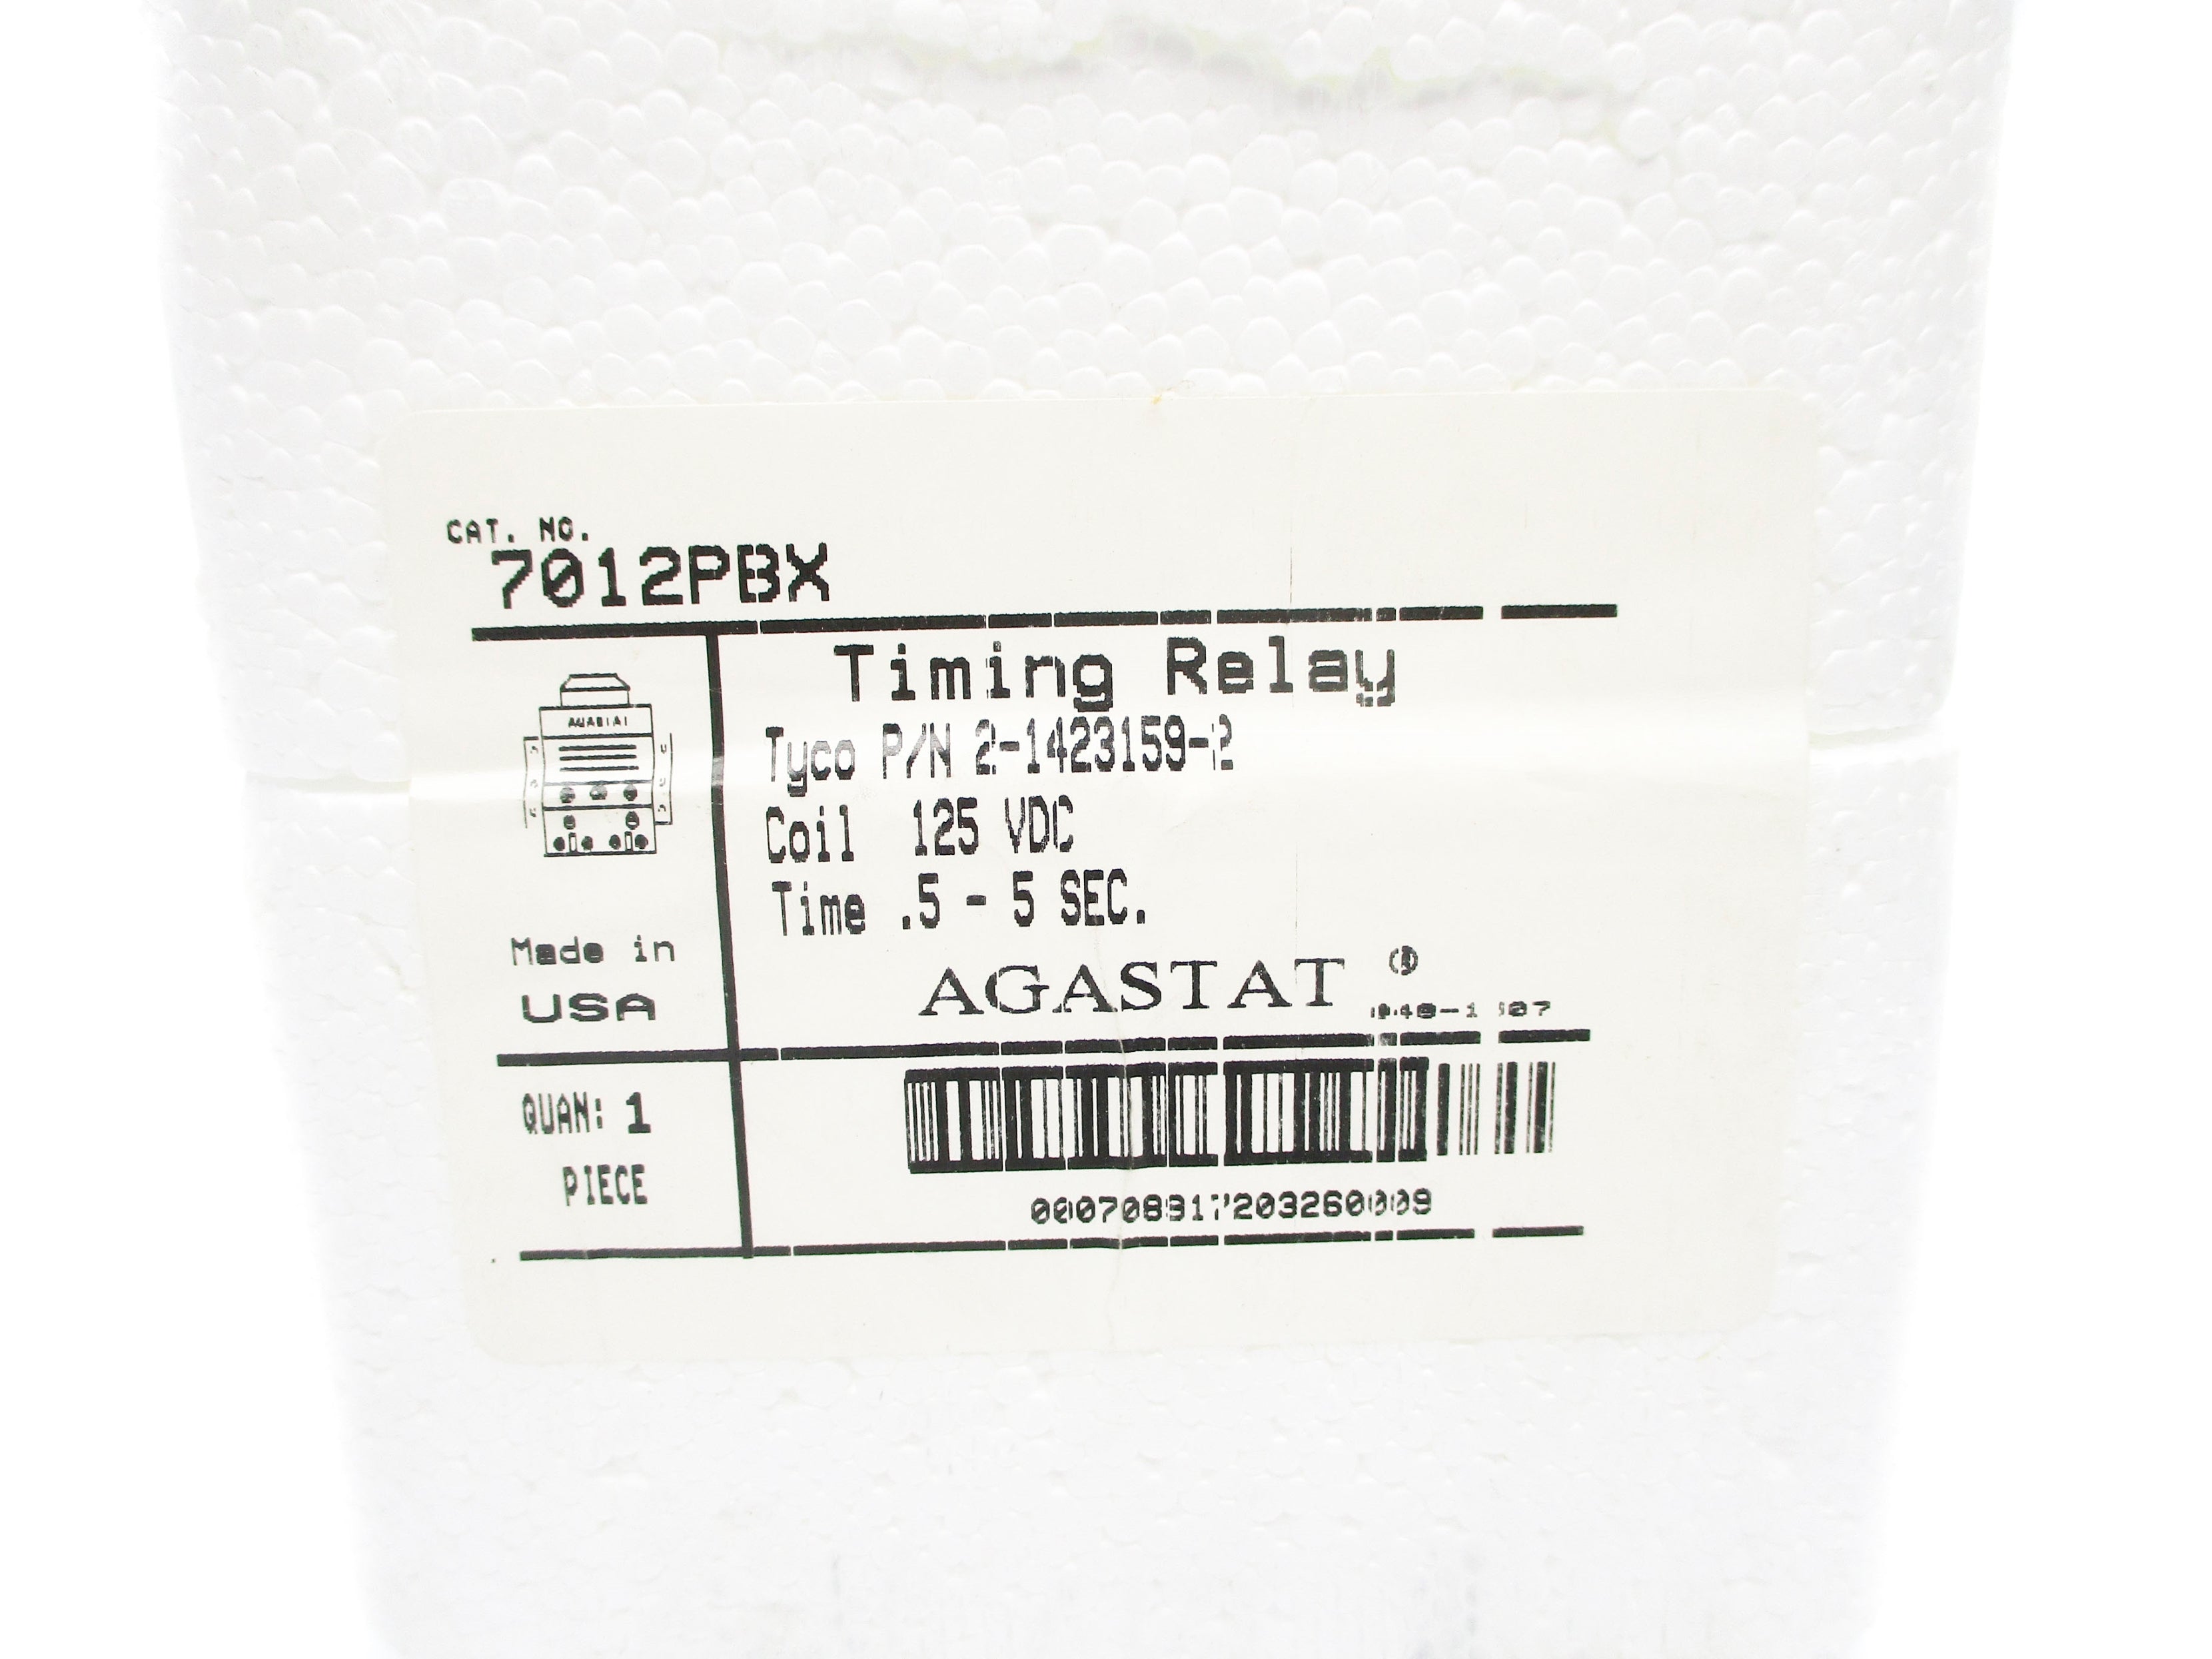 CAT. NO.
7012PBX
Timing Relay
Tyco P/N 2-1423159-2
Coil 125 VDC
Time .5 - 5 SEC.
AGASTAT ®
Made in
USA
QUAN: 1
PIECE